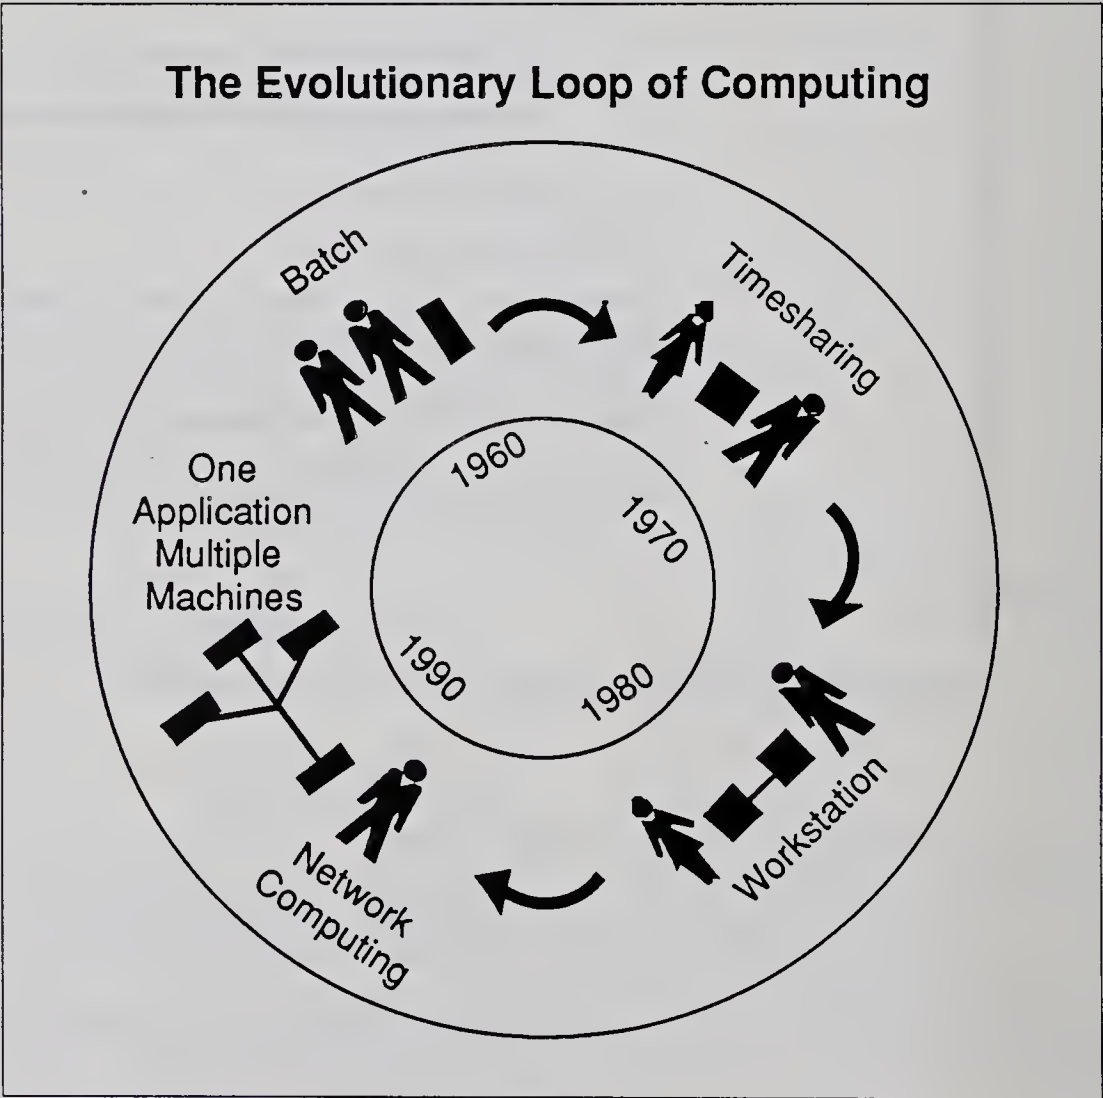 The Evolutionary Loop of Computing
Batch
Timesharing
1960
1970
One
Application
Multiple
Machines
1990
1980
Workstation
Network
Computing